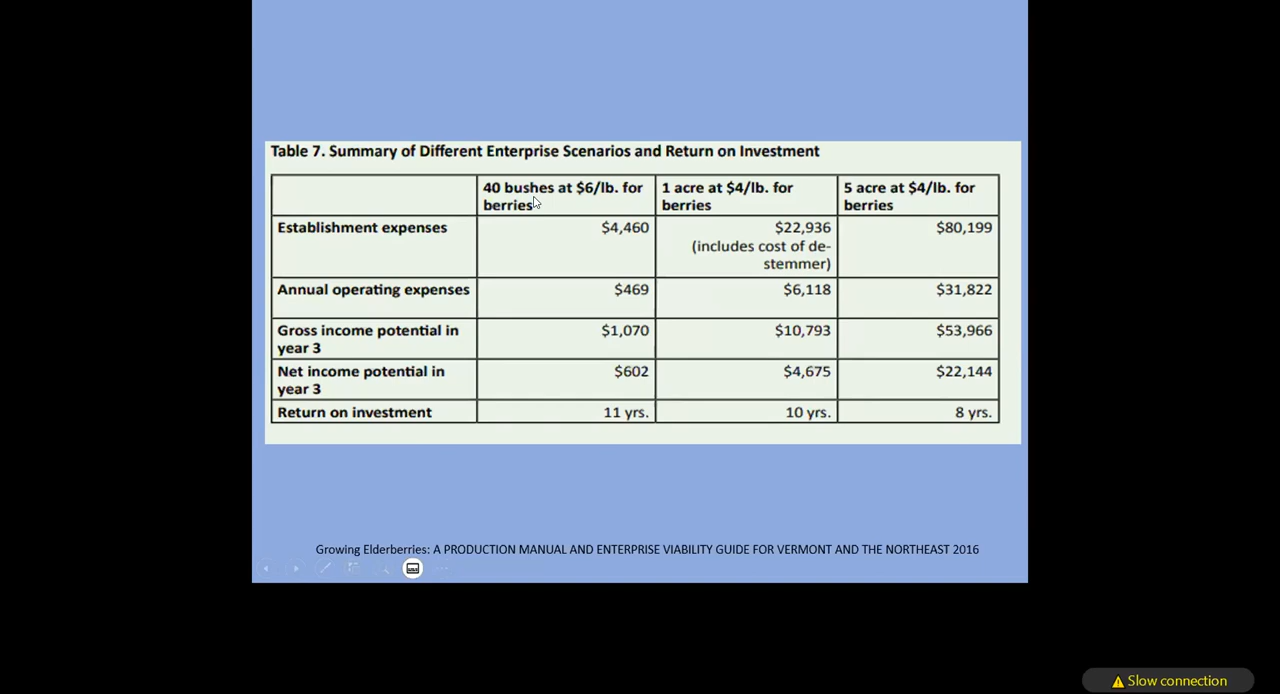 Table 7. Summary of Different Enterprise Scenarios and Return on Investment
40 bushes at $6/lb. for berries
1 acre at $4/lb. for berries
5 acre at $4/lb. for berries
Establishment expenses
$4,460
$22,936
(includes cost of de-
stemmer)
$80,199
Annual operating expenses
$469
$6,118
$31,822
Gross income potential in
year 3
$1,070
$10,793
$53,966
Net income potential in
year 3
$602
$4,675
$22,144
Return on investment
11 yrs.
10 yrs.
8 yrs.
Growing Elderberries: A PRODUCTION MANUAL AND ENTERPRISE VIABILITY GUIDE FOR VERMONT AND THE NORTHEAST 2016
Slow connection